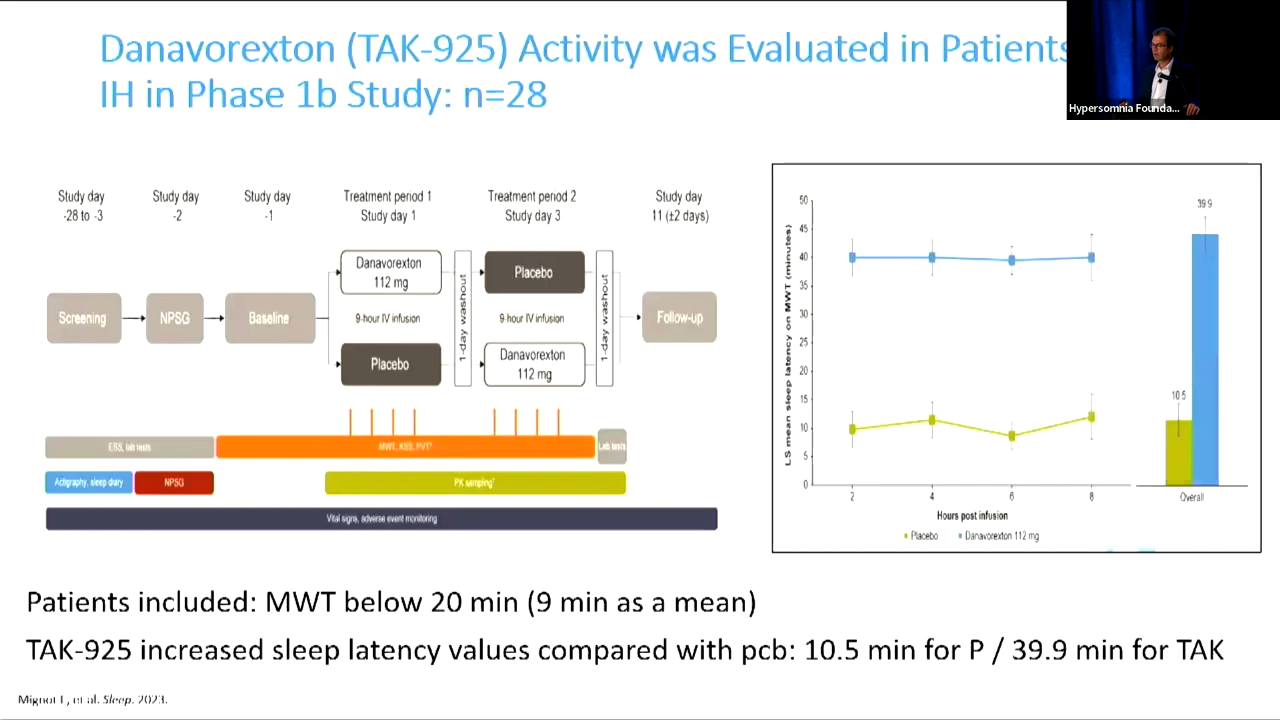 Danavorexton (TAK-925) Activity was Evaluated in Patients
IH in Phase 1b Study: n=28
Hypersomnia Founda...
Study day
-28 to -3
Study day
-2
Study day
-1
Treatment period 1
Study day 1
Treatment period 2
Study day 3
Study day
11 (±2 days)
Screening
NPSG
Baseline
Danavorexton
112 mg
9-hour IV infusion
Placebo
1-day washout
Placebo
9-hour IV infusion
Danavorexton
112 mg
1-day washout
Follow-up
ESS, lab tests
MWT, KSS, PVT
Lab tests
Actigraphy, sleep diary
NPSG
PK sampling
Vital signs, adverse event monitoring
LS mean sleep latency on MWT (minutes)
50
45
40
35
30
25
20
15
10
5
0
2
4
6
8
Hours post infusion
10.5
39.9
Overall
Placebo
Danavorexton 112 mg
Patients included: MWT below 20 min (9 min as a mean)
TAK-925 increased sleep latency values compared with pcb: 10.5 min for P / 39.9 min for TAK
Mignot E, et al. Sleep. 2023.